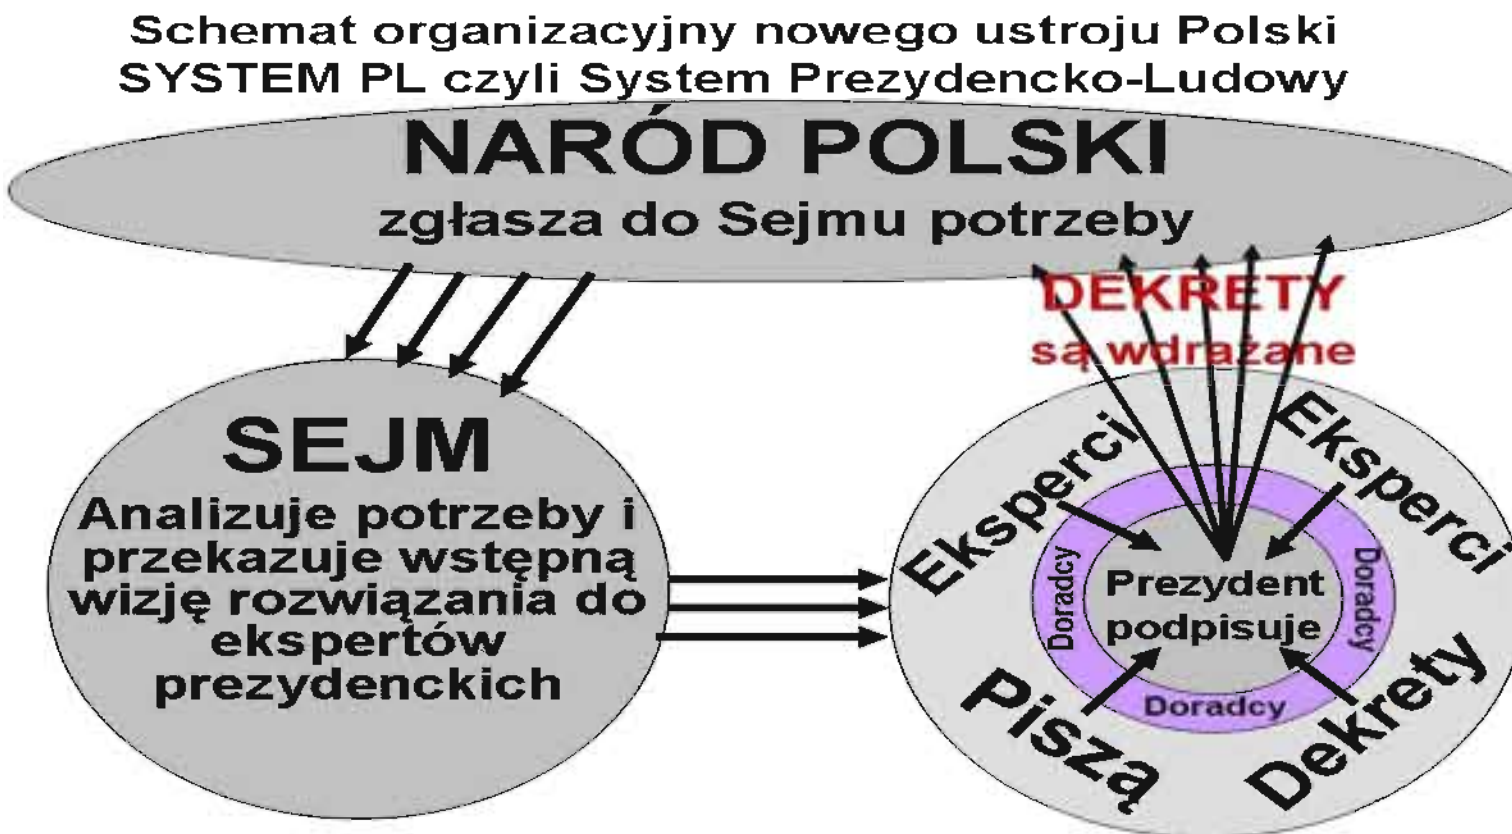 Schemat organizacyjny nowego ustroju Polski
SYSTEM PL czyli System Prezydencko-Ludowy
NARÓD POLSKI
zgłasza do Sejmu potrzeby
DEKRETY
są wdrażane
SEJM
Analizuje potrzeby i
przekazuje wstępną
wizję rozwiązania do
ekspertów
prezydenckich
Eksperci
Eksperci
Doradcy
Doradcy
Prezydent
podpisuje
Doradcy
Piszą
Dekrety